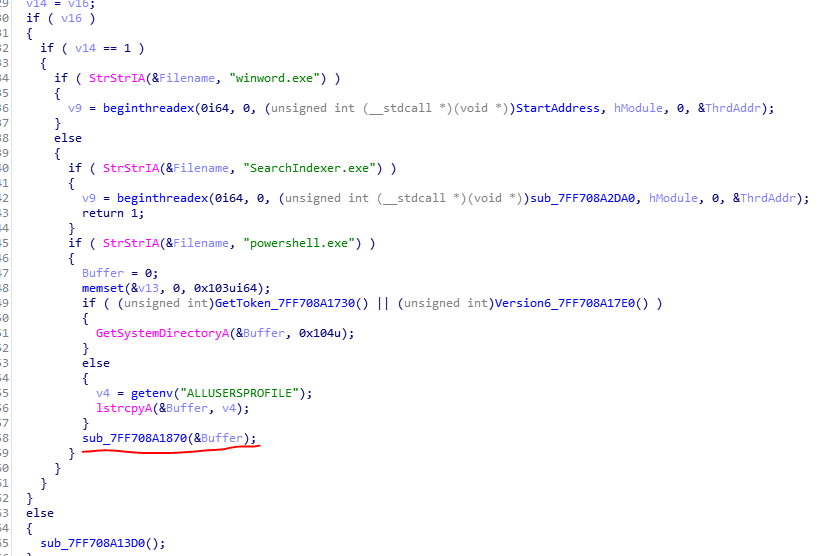 29 v14 = v16;
30 if ( v16 )
31 {
32 if ( v14 == 1 )
33 {
34 if ( StrStrIA(&Filename, "winword.exe") )
35 {
36 v9 = beginthreadex(0i64, 0, (unsigned int (__stdcall *)(void *))StartAddress, hModule, 0, &ThrdAddr);
37 }
38 else
39 {
40 if ( StrStrIA(&Filename, "SearchIndexer.exe") )
41 {
42 v9 = beginthreadex(0i64, 0, (unsigned int (__stdcall *)(void *))sub_7FF708A2DA0, hModule, 0, &ThrdAddr);
43 return 1;
44 }
45 if ( StrStrIA(&Filename, "powershell.exe") )
46 {
47 Buffer = 0;
48 memset(&v13, 0, 0x103ui64);
49 if ( (unsigned int)GetToken_7FF708A1730() || (unsigned int)Version6_7FF708A17E0() )
50 {
51 GetSystemDirectoryA(&Buffer, 0x104u);
52 }
53 else
54 {
55 v4 = getenv("ALLUSERSPROFILE");
56 lstrcpyA(&Buffer, v4);
57 }
58 sub_7FF708A1870(&Buffer);
59 }
60 }
61 }
62 }
63 else
64 {
65 sub_7FF708A13D0();